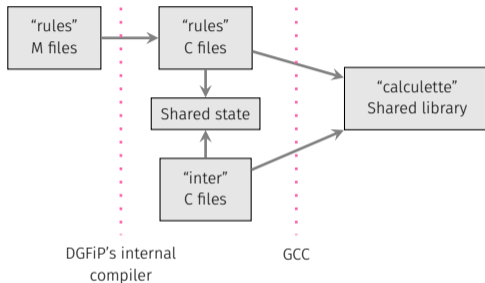 “rules”
M files
“rules”
C files
“calculette”
Shared library
Shared state
“inter”
C files
DGFiP’s internal
compiler
GCC